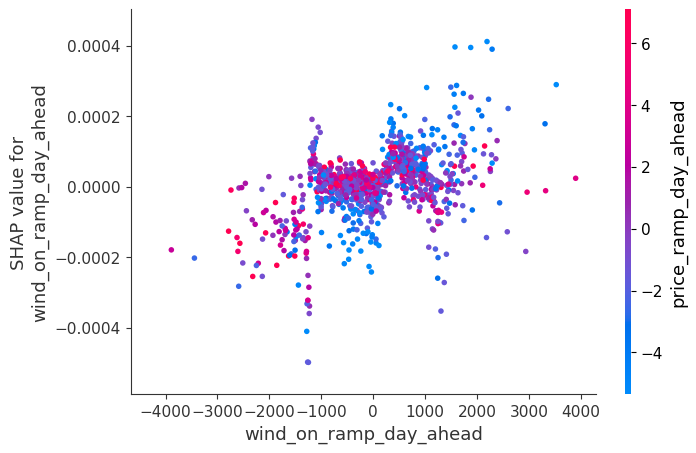 0.0004
0.0002
0.0000
−0.0002
−0.0004
SHAP value for
wind_on_ramp_day_ahead
−4000 −3000 −2000 −1000 0 1000 2000 3000 4000
wind_on_ramp_day_ahead
6
4
2
0
−2
−4
price_ramp_day_ahead